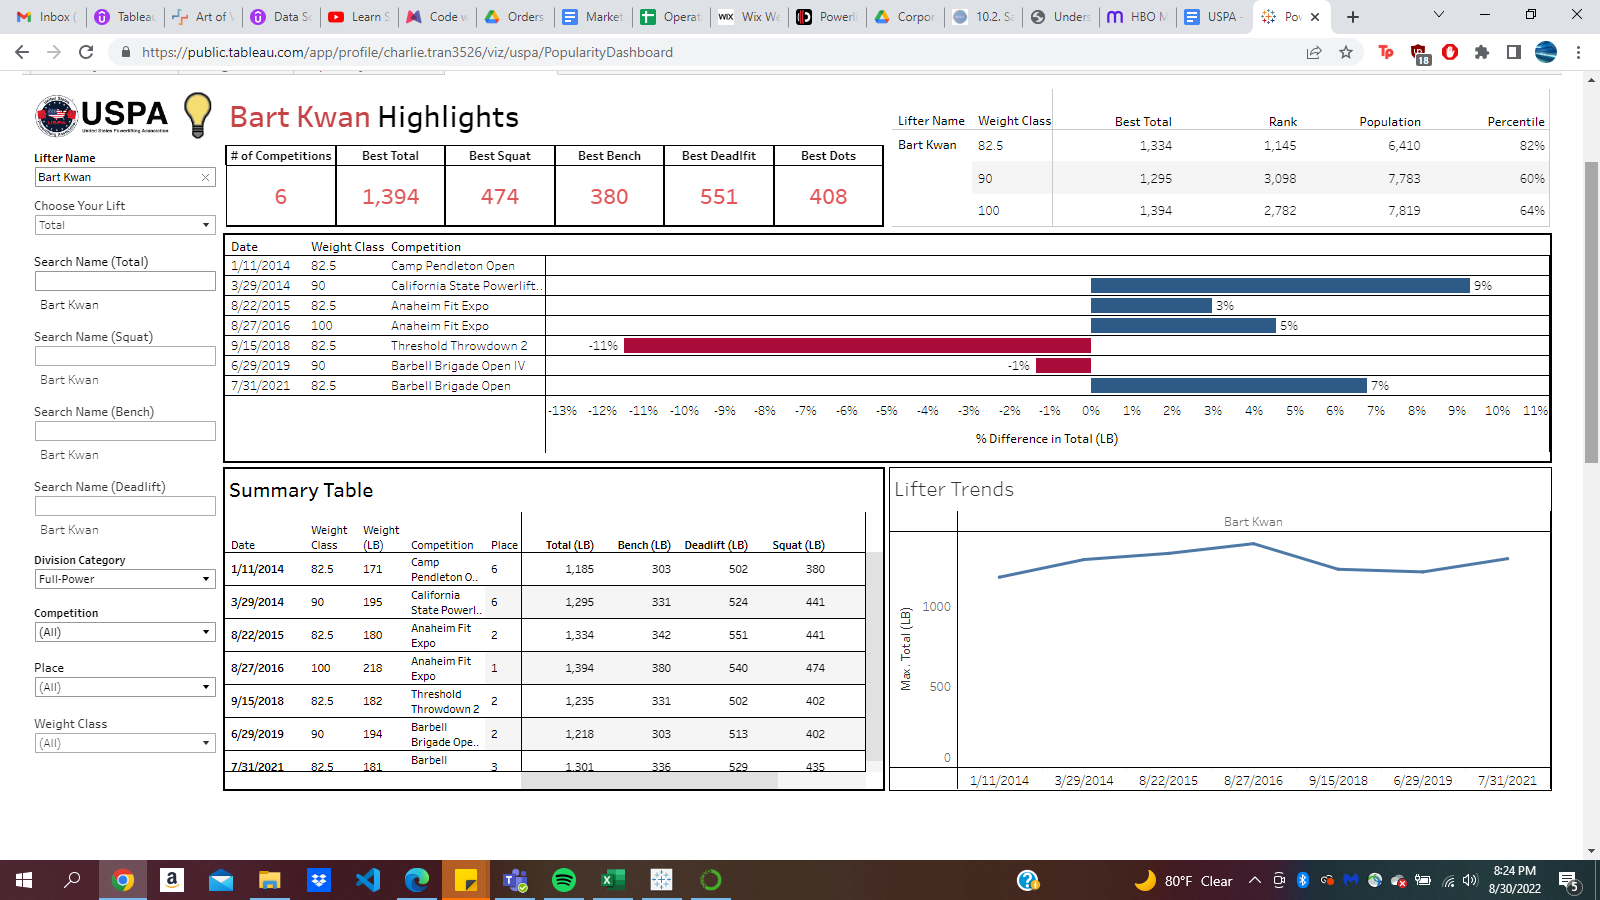 Inbox (
Tableau
Art of V
Data Sc
Learn S
Code w
Orders
Market
Operat
WIX Wix We
Powerli
Corpor
10.2. Sa
Unders
HBO M
USPA -
Pow
https://public.tableau.com/app/profile/charlie.tran3526/viz/uspa/PopularityDashboard
18
USPA
United States Powerlifting Association
Bart Kwan Highlights
Lifter Name
Bart Kwan
Choose Your Lift
Total
Search Name (Total)
Bart Kwan
Search Name (Squat)
Bart Kwan
Search Name (Bench)
Bart Kwan
Search Name (Deadlift)
Bart Kwan
Division Category
Full-Power
Competition
(All)
Place
(All)
Weight Class
(All)
# of Competitions Best Total Best Squat Best Bench Best Deadlfit Best Dots
6 1,394 474 380 551 408
Lifter Name Weight Class Best Total Rank Population Percentile
Bart Kwan 82.5 1,334 1,145 6,410 82%
90 1,295 3,098 7,783 60%
100 1,394 2,782 7,819 64%
Date Weight Class Competition
1/11/2014 82.5 Camp Pendleton Open
3/29/2014 90 California State Powerlift.. 9%
8/22/2015 82.5 Anaheim Fit Expo 3%
8/27/2016 100 Anaheim Fit Expo 5%
9/15/2018 82.5 Threshold Throwdown 2 -11%
6/29/2019 90 Barbell Brigade Open IV -1%
7/31/2021 82.5 Barbell Brigade Open 7%
-13% -12% -11% -10% -9% -8% -7% -6% -5% -4% -3% -2% -1% 0% 1% 2% 3% 4% 5% 6% 7% 8% 9% 10% 11%
% Difference in Total (LB)
Summary Table
Date Weight Class Weight (LB) Competition Place Total (LB) Bench (LB) Deadlift (LB) Squat (LB)
1/11/2014 82.5 171 Camp Pendleton O.. 6 1,185 303 502 380
3/29/2014 90 195 California State Powerl.. 6 1,295 331 524 441
8/22/2015 82.5 180 Anaheim Fit Expo 2 1,334 342 551 441
8/27/2016 100 218 Anaheim Fit Expo 1 1,394 380 540 474
9/15/2018 82.5 182 Threshold Throwdown 2 2 1,235 331 502 402
6/29/2019 90 194 Barbell Brigade Ope.. 2 1,218 303 513 402
7/31/2021 82.5 181 Barbell 3 1,301 336 529 435
Lifter Trends
Bart Kwan
Max. Total (LB)
1000
500
0
1/11/2014 3/29/2014 8/22/2015 8/27/2016 9/15/2018 6/29/2019 7/31/2021
80°F Clear
8:24 PM
8/30/2022
5